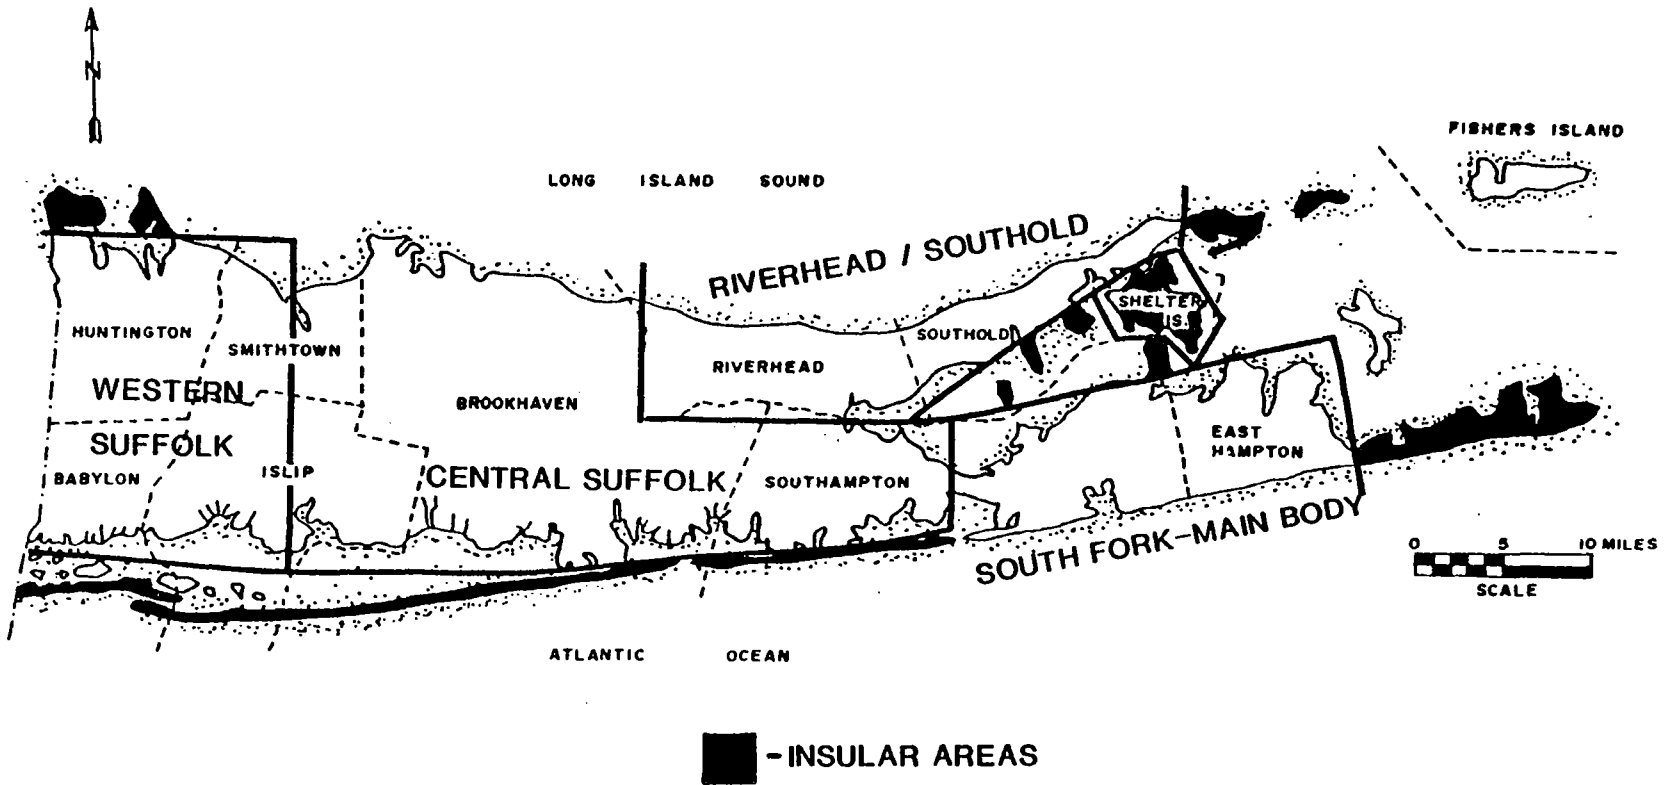 N
FISHERS ISLAND
LONG ISLAND SOUND
RIVERHEAD / SOUTHOLD
SHELTER
IS.
HUNTINGTON
SMITHTOWN
SOUTHOLD
RIVERHEAD
WESTERN
SUFFOLK
BROOKHAVEN
EAST
HAMPTON
BABYLON
ISLIP
CENTRAL SUFFOLK
SOUTHAMPTON
SOUTH FORK-MAIN BODY
0 5 10 MILES
SCALE
ATLANTIC OCEAN
-INSULAR AREAS